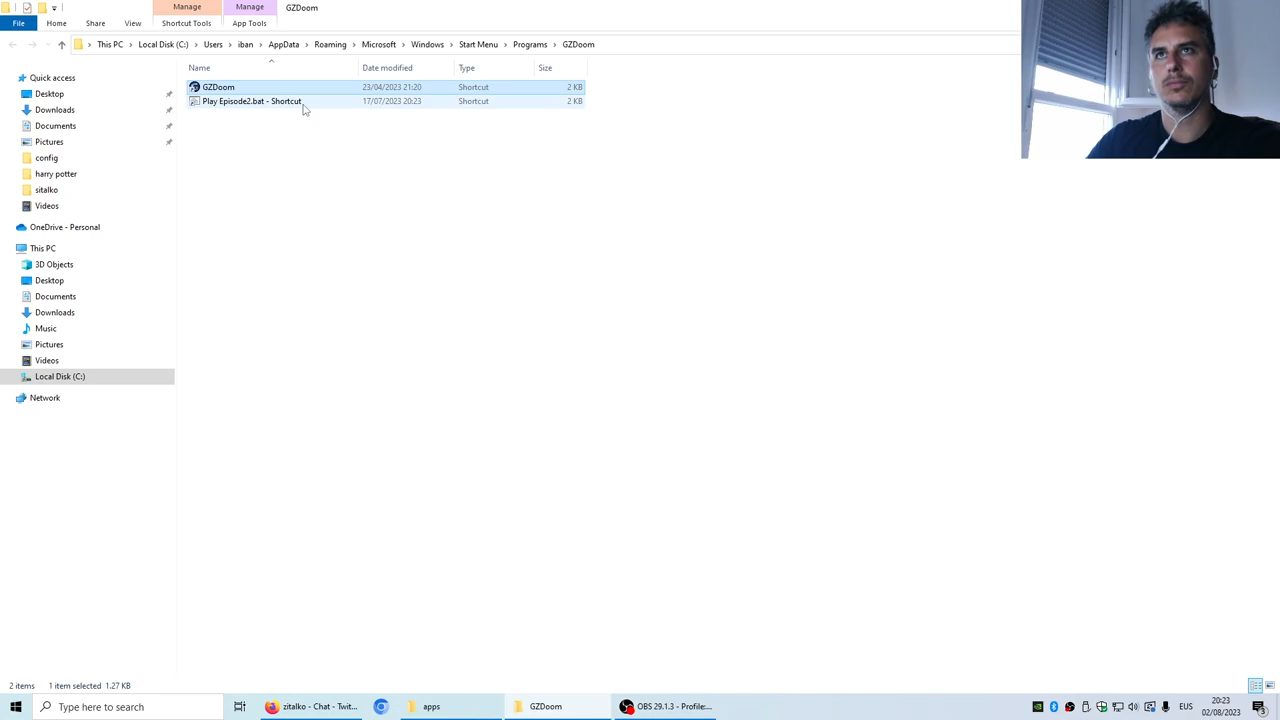 Manage
Manage
GZDoom
File
Home
Share
View
Shortcut Tools
App Tools
This PC › Local Disk (C:) › Users › iban › AppData › Roaming › Microsoft › Windows › Start Menu › Programs › GZDoom
Name
Date modified
Type
Size
GZDoom
23/04/2023 21:20
Shortcut
2 KB
Play Episode2.bat - Shortcut
17/07/2023 20:23
Shortcut
2 KB
Quick access
Desktop
Downloads
Documents
Pictures
config
harry potter
sitalko
Videos
OneDrive - Personal
This PC
3D Objects
Desktop
Documents
Downloads
Music
Pictures
Videos
Local Disk (C:)
Network
2 items
1 item selected 1.27 KB
Type here to search
zitalko - Chat - Twit...
apps
GZDoom
OBS 29.1.3 - Profile:...
EUS
20:23
02/08/2023
3